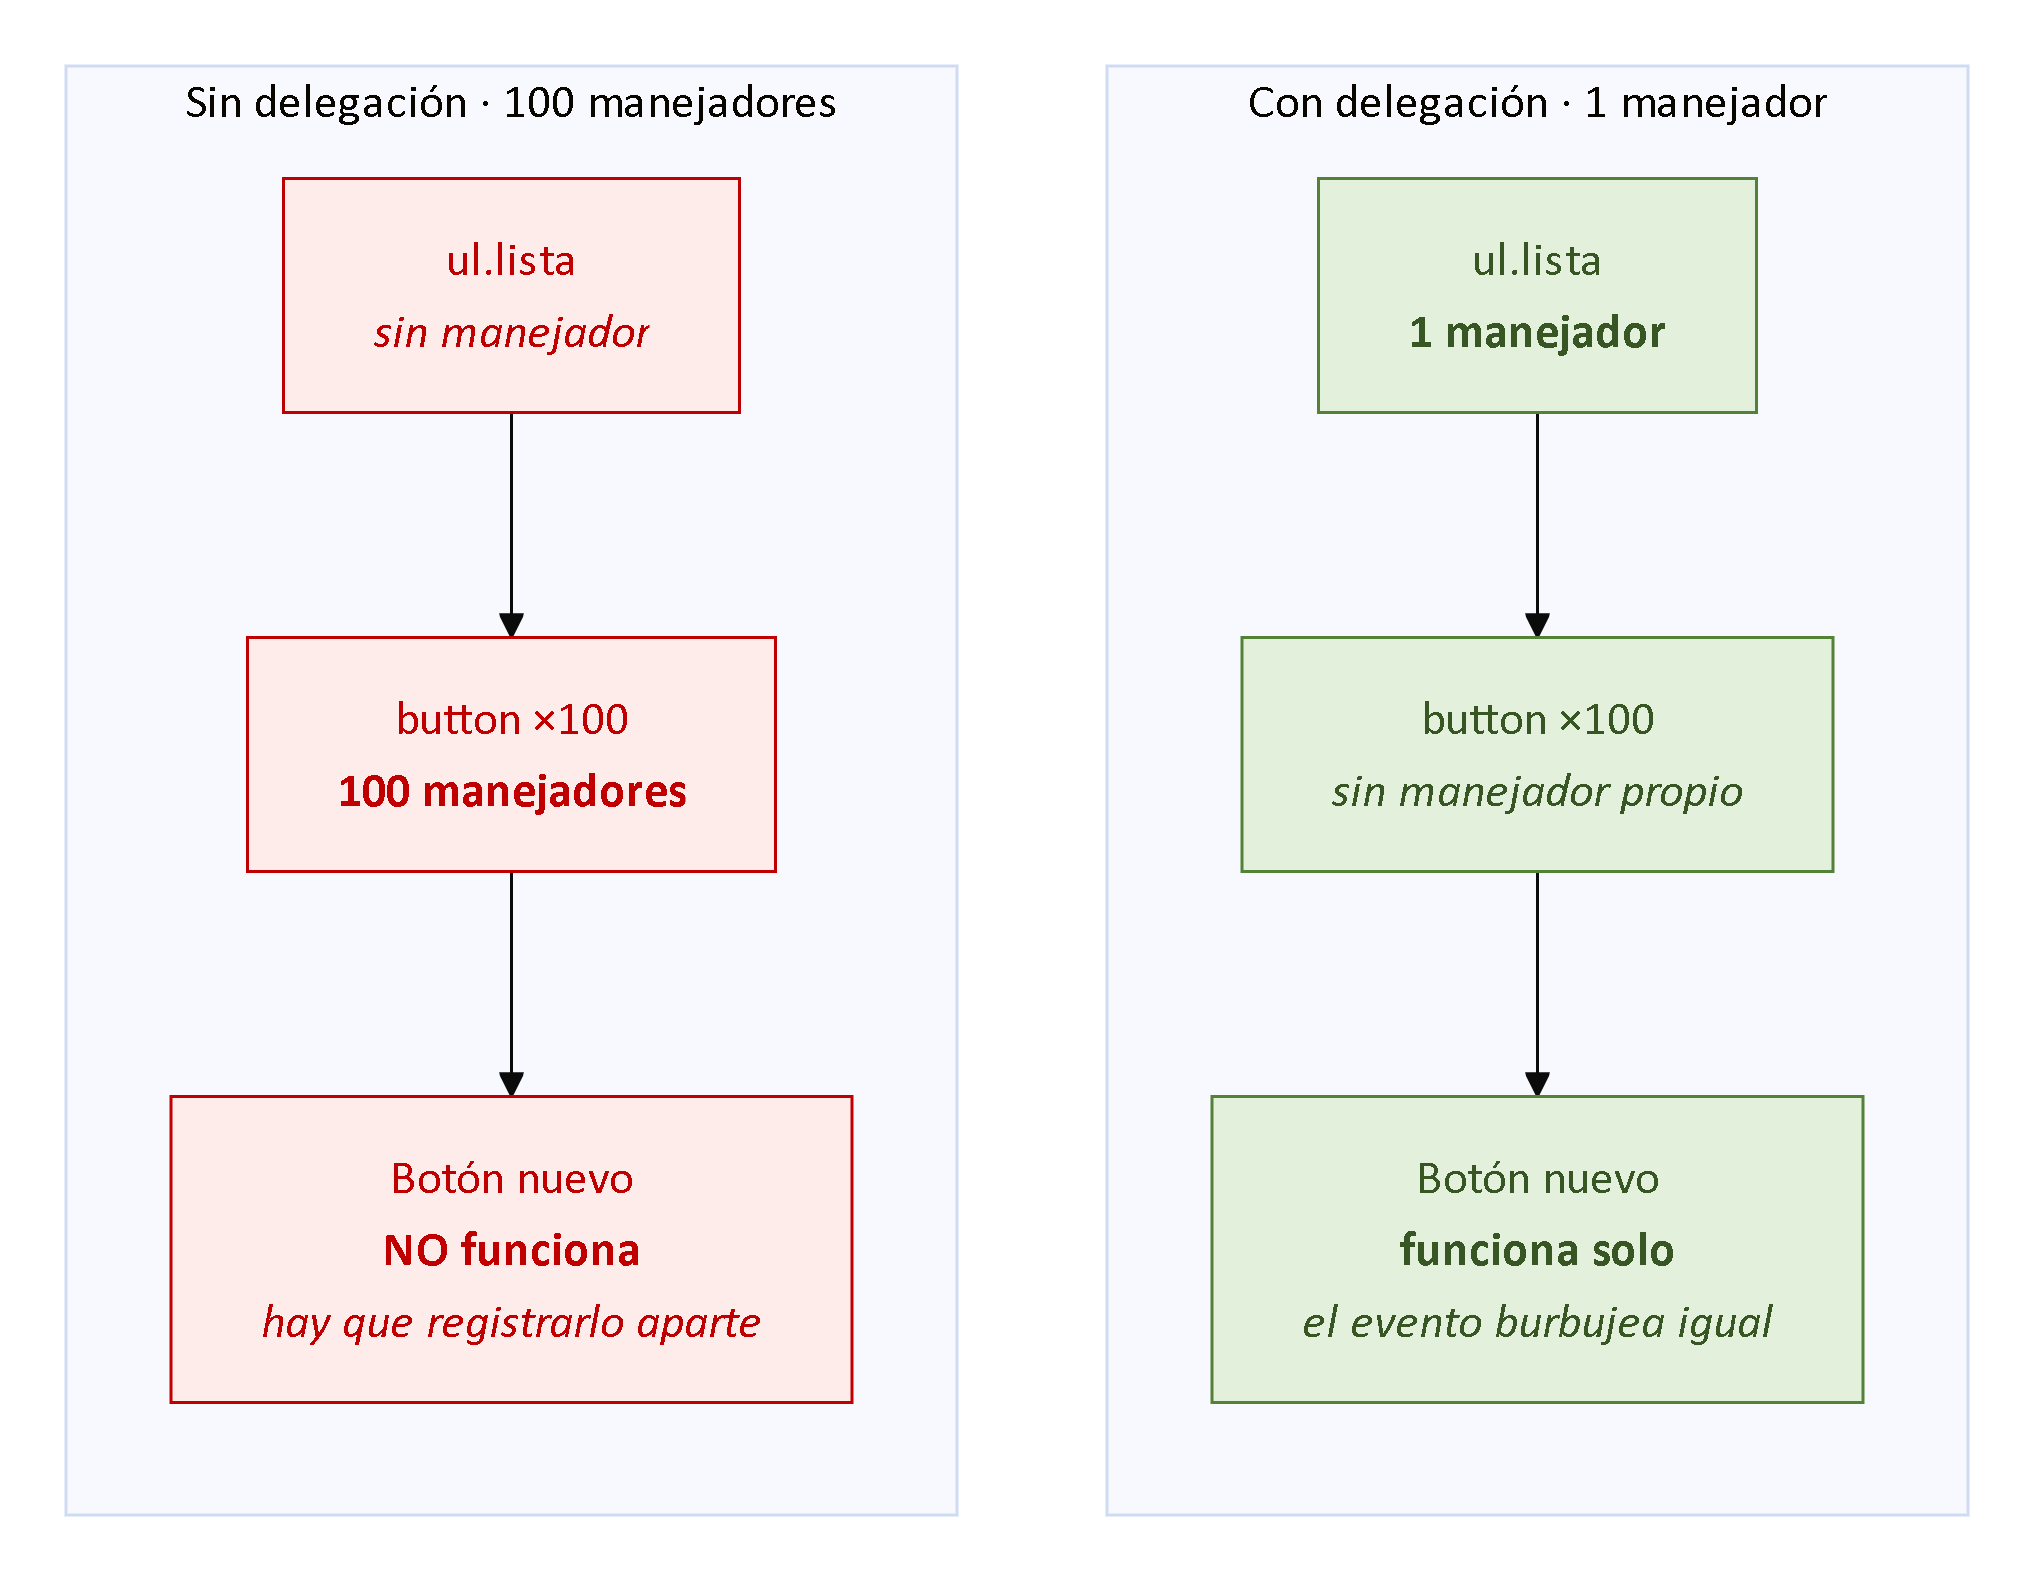 Sin delegación · 100 manejadores
ul.lista
sin manejador
button ×100
100 manejadores
Botón nuevo
NO funciona
hay que registrarlo aparte
Con delegación · 1 manejador
ul.lista
1 manejador
button ×100
sin manejador propio
Botón nuevo
funciona solo
el evento burbujea igual